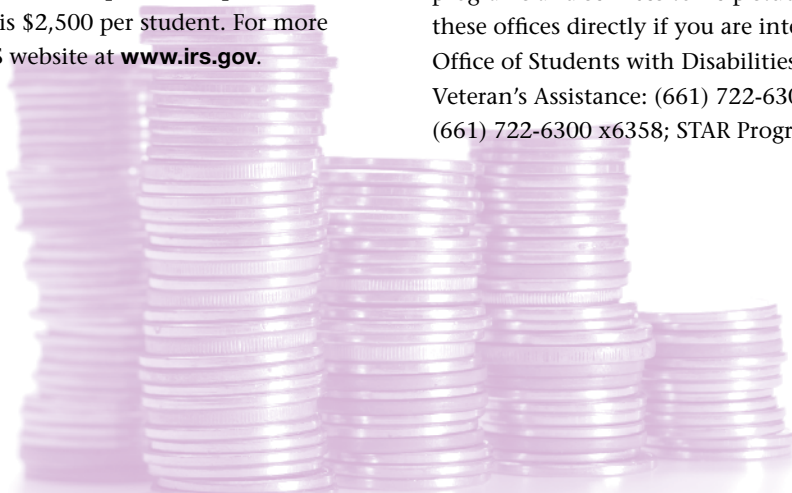 is $2,500 per student. For more
S website at www.irs.gov.
these offices directly if you are inte
Office of Students with Disabilities
Veteran's Assistance: (661) 722-630
(661) 722-6300 x6358; STAR Progr